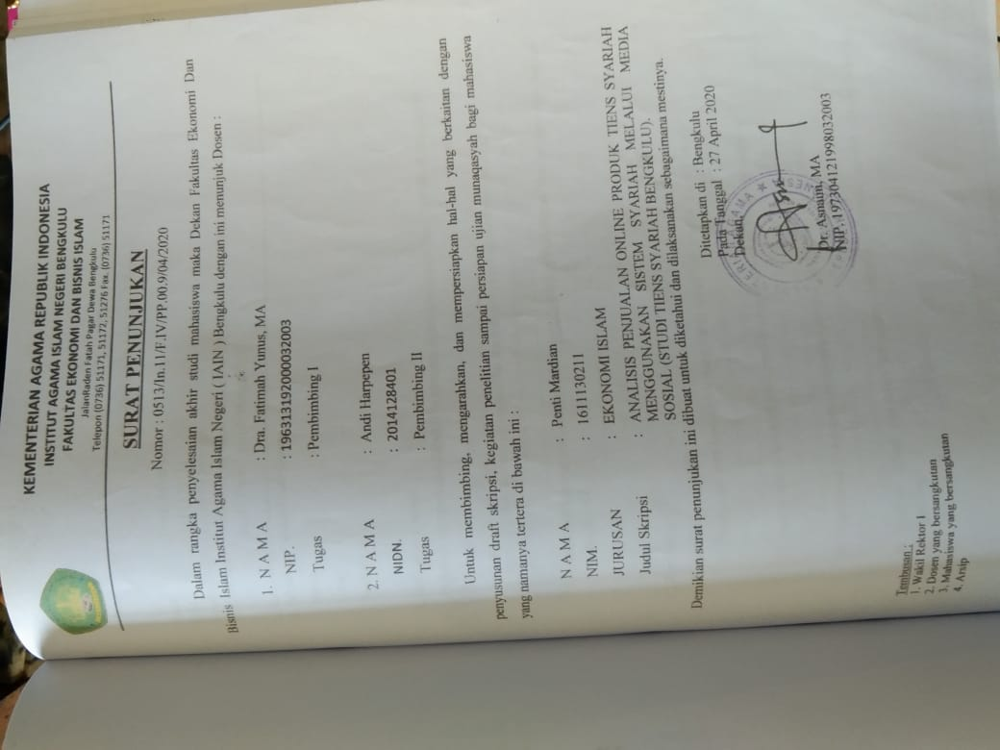 KEMENTERIAN AGAMA REPUBLIK INDONESIA
INSTITUT AGAMA ISLAM NEGERI BENGKULU
FAKULTAS EKONOMI DAN BISNIS ISLAM
JalanRaden Fatah Pagar Dewa Bengkulu
Telepon (0736) 51171, 51172, 51276 Fax. (0736) 51171
SURAT PENUNJUKAN
Nomor : 0513/In.11/F.IV/PP.00.9/04/2020
Dalam rangka penyelesaian akhir studi mahasiswa maka Dekan Fakultas Ekonomi Dan
Bisnis Islam Institut Agama Islam Negeri ( IAIN ) Bengkulu dengan ini menunjuk Dosen :
1. N A M A : Dra. Fatimah Yunus, MA
NIP. : 196313192000032003
Tugas : Pembimbing I
2. N A M A : Andi Harpepen
NIDN. : 2014128401
Tugas : Pembimbing II
Untuk membimbing, mengarahkan, dan mempersiapkan hal-hal yang berkaitan dengan
penyusunan draft skripsi, kegiatan penelitian sampai persiapan ujian munaqasyah bagi mahasiswa
yang namanya tertera di bawah ini :
N A M A : Penti Mardian
NIM. : 1611130211
JURUSAN : EKONOMI ISLAM
Judul Skripsi : ANALISIS PENJUALAN ONLINE PRODUK TIENS SYARIAH
MENGGUNAKAN SISTEM SYARIAH MELALUI MEDIA
SOSIAL (STUDI TIENS SYARIAH BENGKULU).
Demikian surat penunjukan ini dibuat untuk diketahui dan dilaksanakan sebagaimana mestinya.
Ditetapkan di : Bengkulu
Pada Tanggal : 27 April 2020
Dekan,
Dr. Asnaini, MA
NIP. 197304121998032003
Tembusan :
1. Wakil Rektor I
2. Dosen yang bersangkutan
3. Mahasiswa yang bersangkutan
4. Arsip